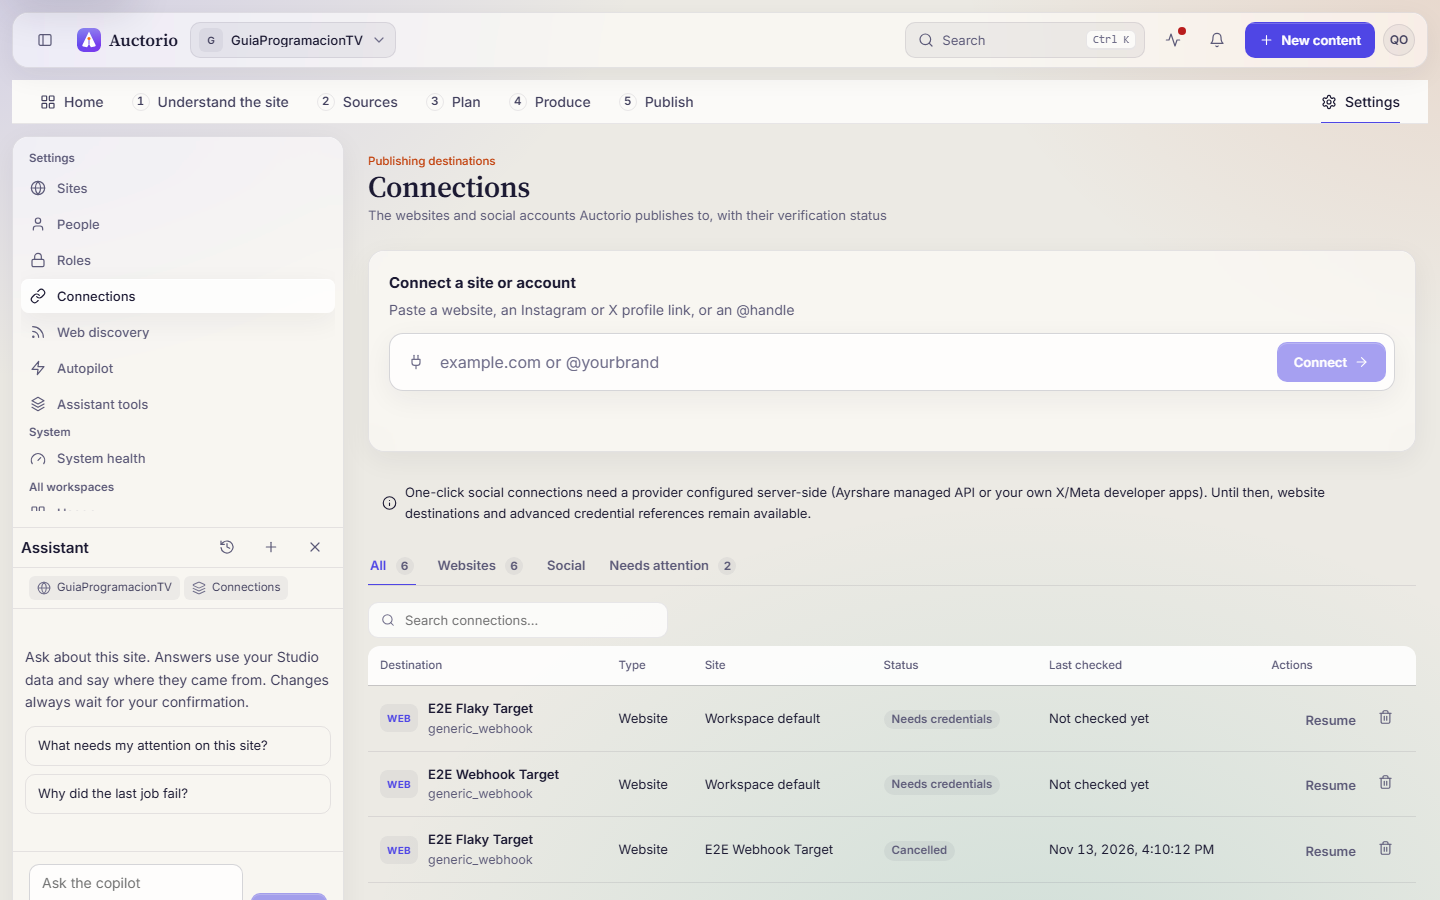 Auctorio
G GuiaProgramacionTV
Search Ctrl K
New content
QO
Home
1 Understand the site
2 Sources
3 Plan
4 Produce
5 Publish
Settings
Settings
Sites
People
Roles
Connections
Web discovery
Autopilot
Assistant tools
System
System health
All workspaces
Assistant
GuiaProgramacionTV
Connections
Ask about this site. Answers use your Studio
data and say where they came from. Changes
always wait for your confirmation.
What needs my attention on this site?
Why did the last job fail?
Ask the copilot
Publishing destinations
Connections
The websites and social accounts Auctorio publishes to, with their verification status
Connect a site or account
Paste a website, an Instagram or X profile link, or an @handle
example.com or @yourbrand
Connect
One-click social connections need a provider configured server-side (Ayrshare managed API or your own X/Meta developer apps). Until then, website
destinations and advanced credential references remain available.
All 6
Websites 6
Social
Needs attention 2
Search connections...
Destination Type Site Status Last checked Actions
WEB E2E Flaky Target Website Workspace default Needs credentials Not checked yet Resume
generic_webhook
WEB E2E Webhook Target Website Workspace default Needs credentials Not checked yet Resume
generic_webhook
WEB E2E Flaky Target Website E2E Webhook Target Cancelled Nov 13, 2026, 4:10:12 PM Resume
generic_webhook